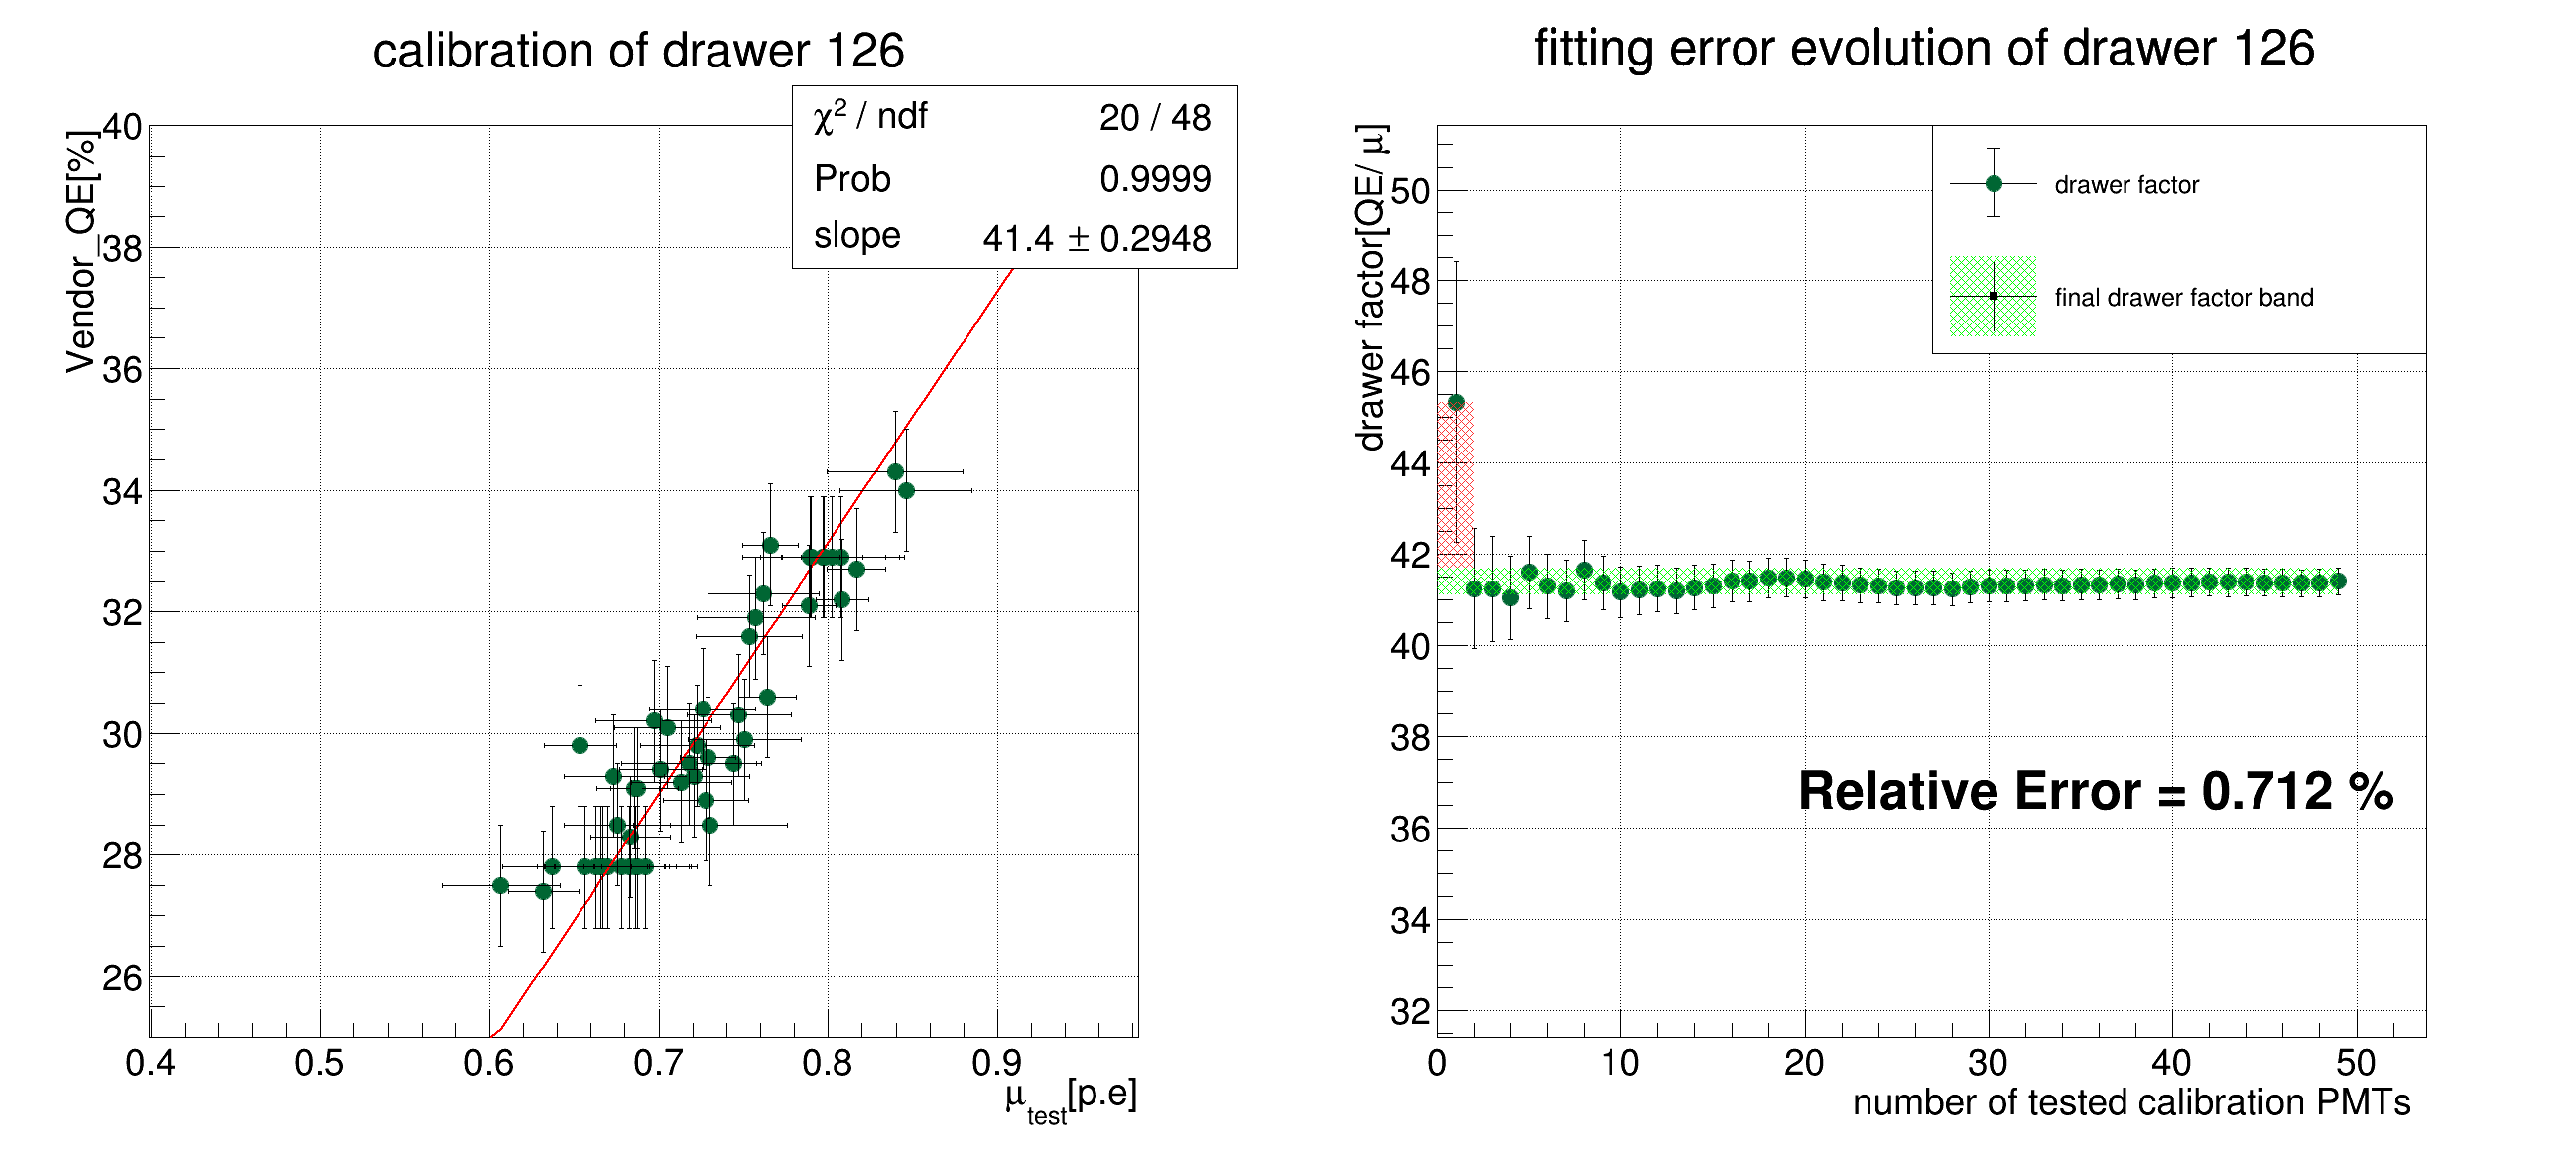 calibration of drawer 126
χ² / ndf 20 / 48
Prob 0.9999
slope 41.4 ± 0.2948
Vendor_QE[%]
40
38
36
34
32
30
28
26
0.4 0.5 0.6 0.7 0.8 0.9
μtest[p.e]
fitting error evolution of drawer 126
drawer factor
final drawer factor band
drawer factor[QE/ μ]
50
48
46
44
42
40
38
36
34
32
Relative Error = 0.712 %
0 10 20 30 40 50
number of tested calibration PMTs